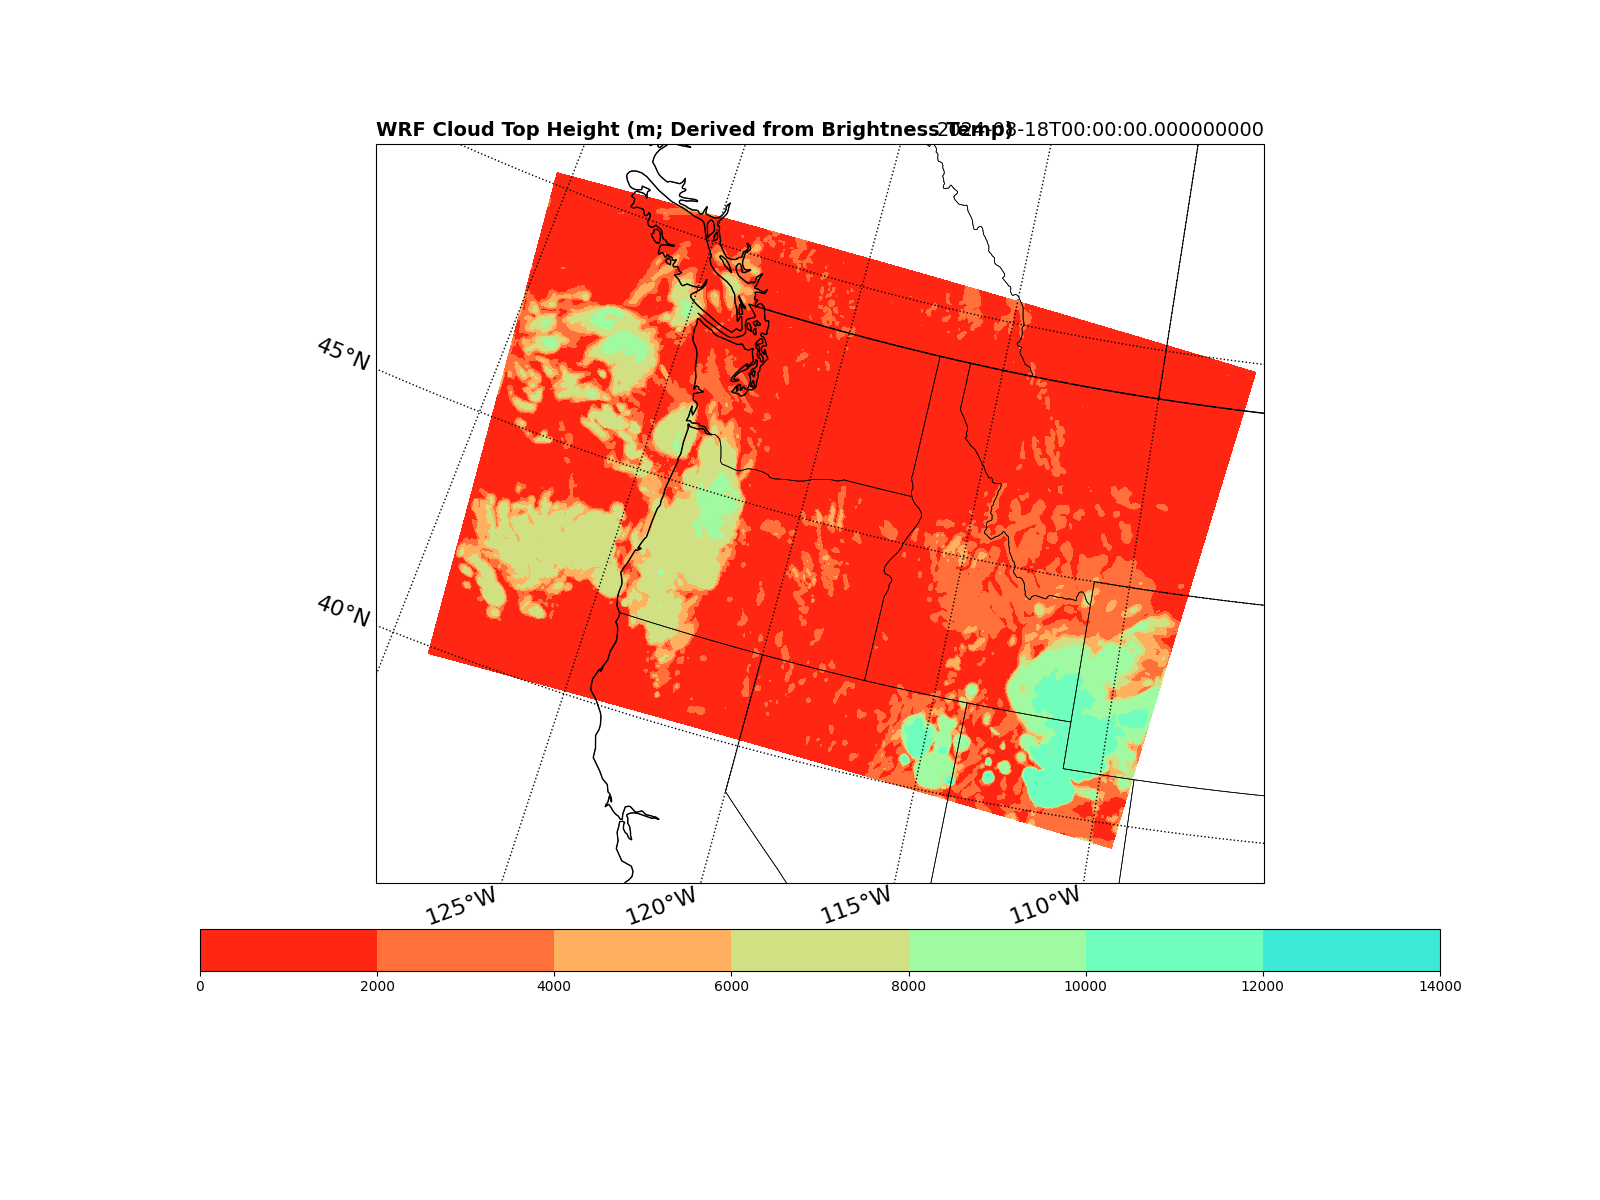 WRF Cloud Top Height (m; Derived from Brightness Temp)
2024-08-18T00:00:00.000000000
45°N
40°N
125°W 120°W 115°W 110°W
0 2000 4000 6000 8000 10000 12000 14000